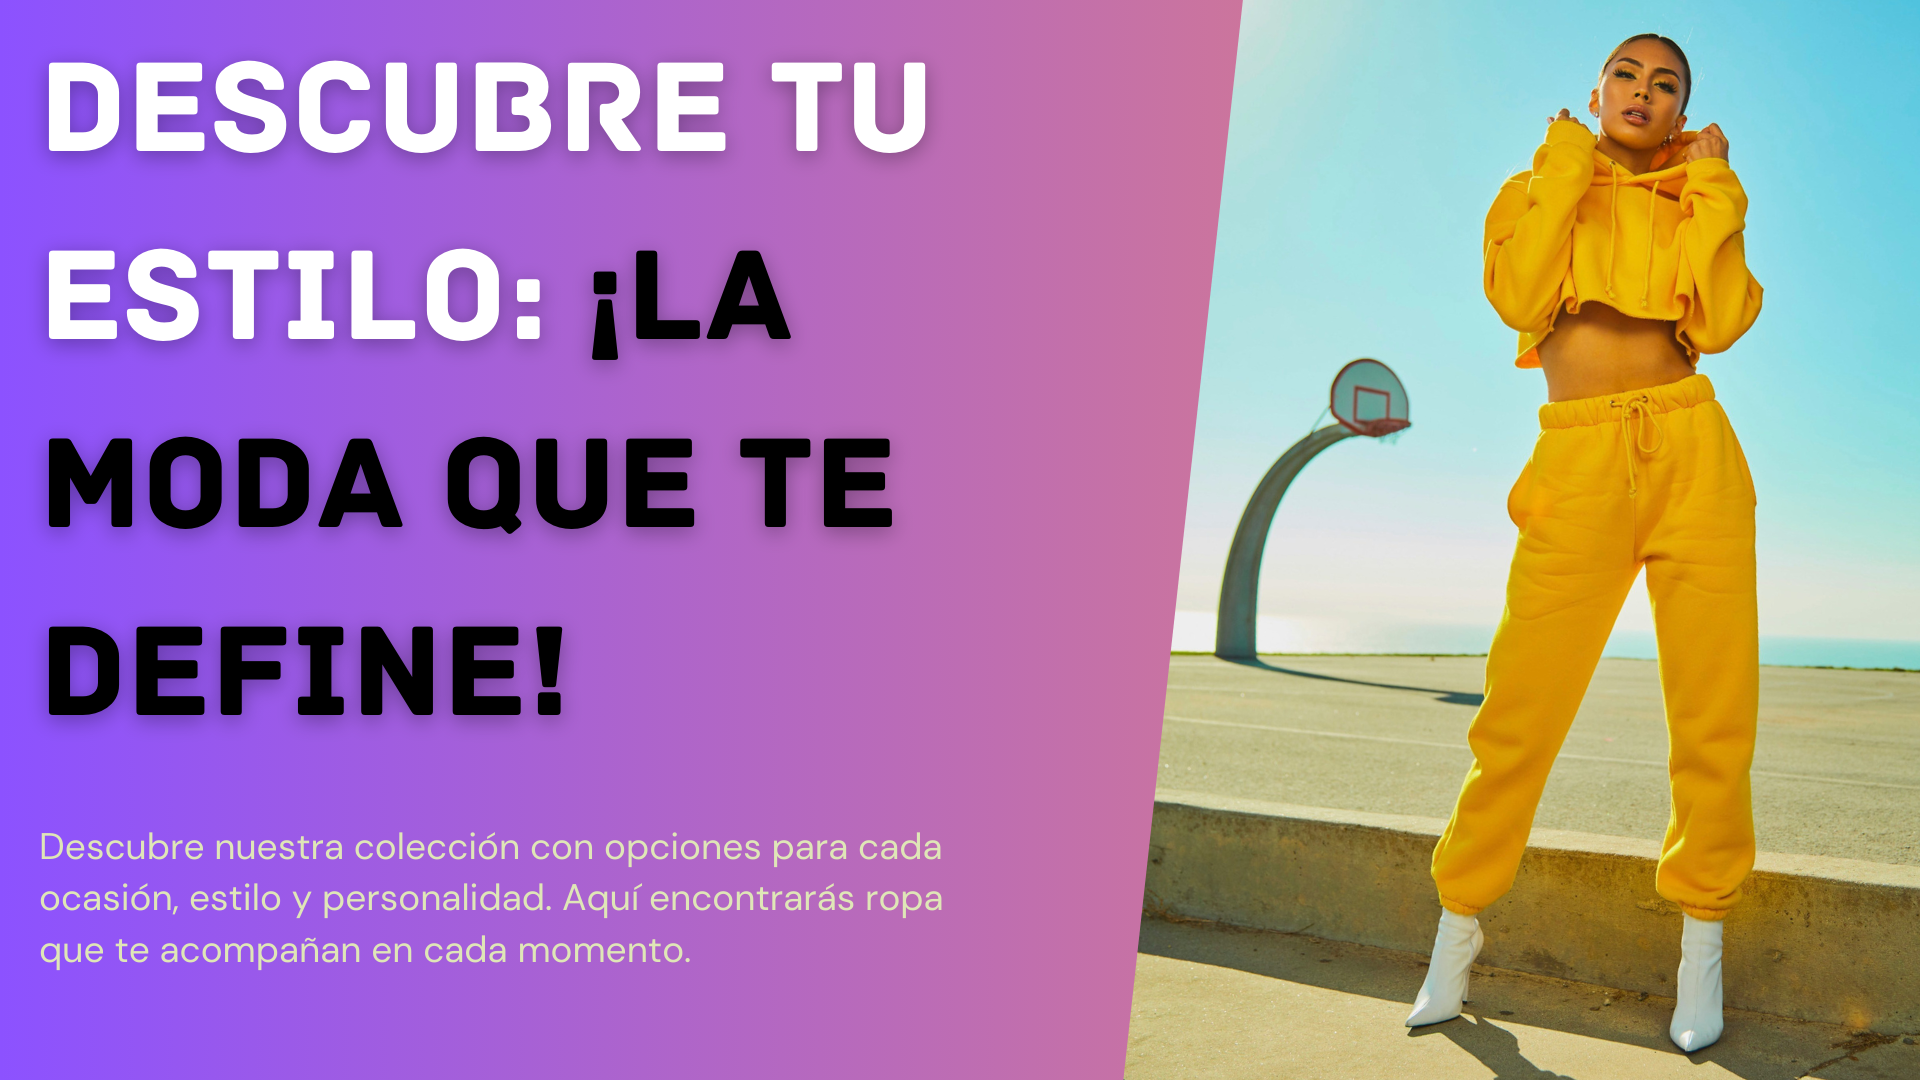 DESCUBRE TU
ESTILO: ¡LA
MODA QUE TE
DEFINE!
Descubre nuestra colección con opciones para cada
ocasión, estilo y personalidad. Aquí encontrarás ropa
que te acompañan en cada momento.